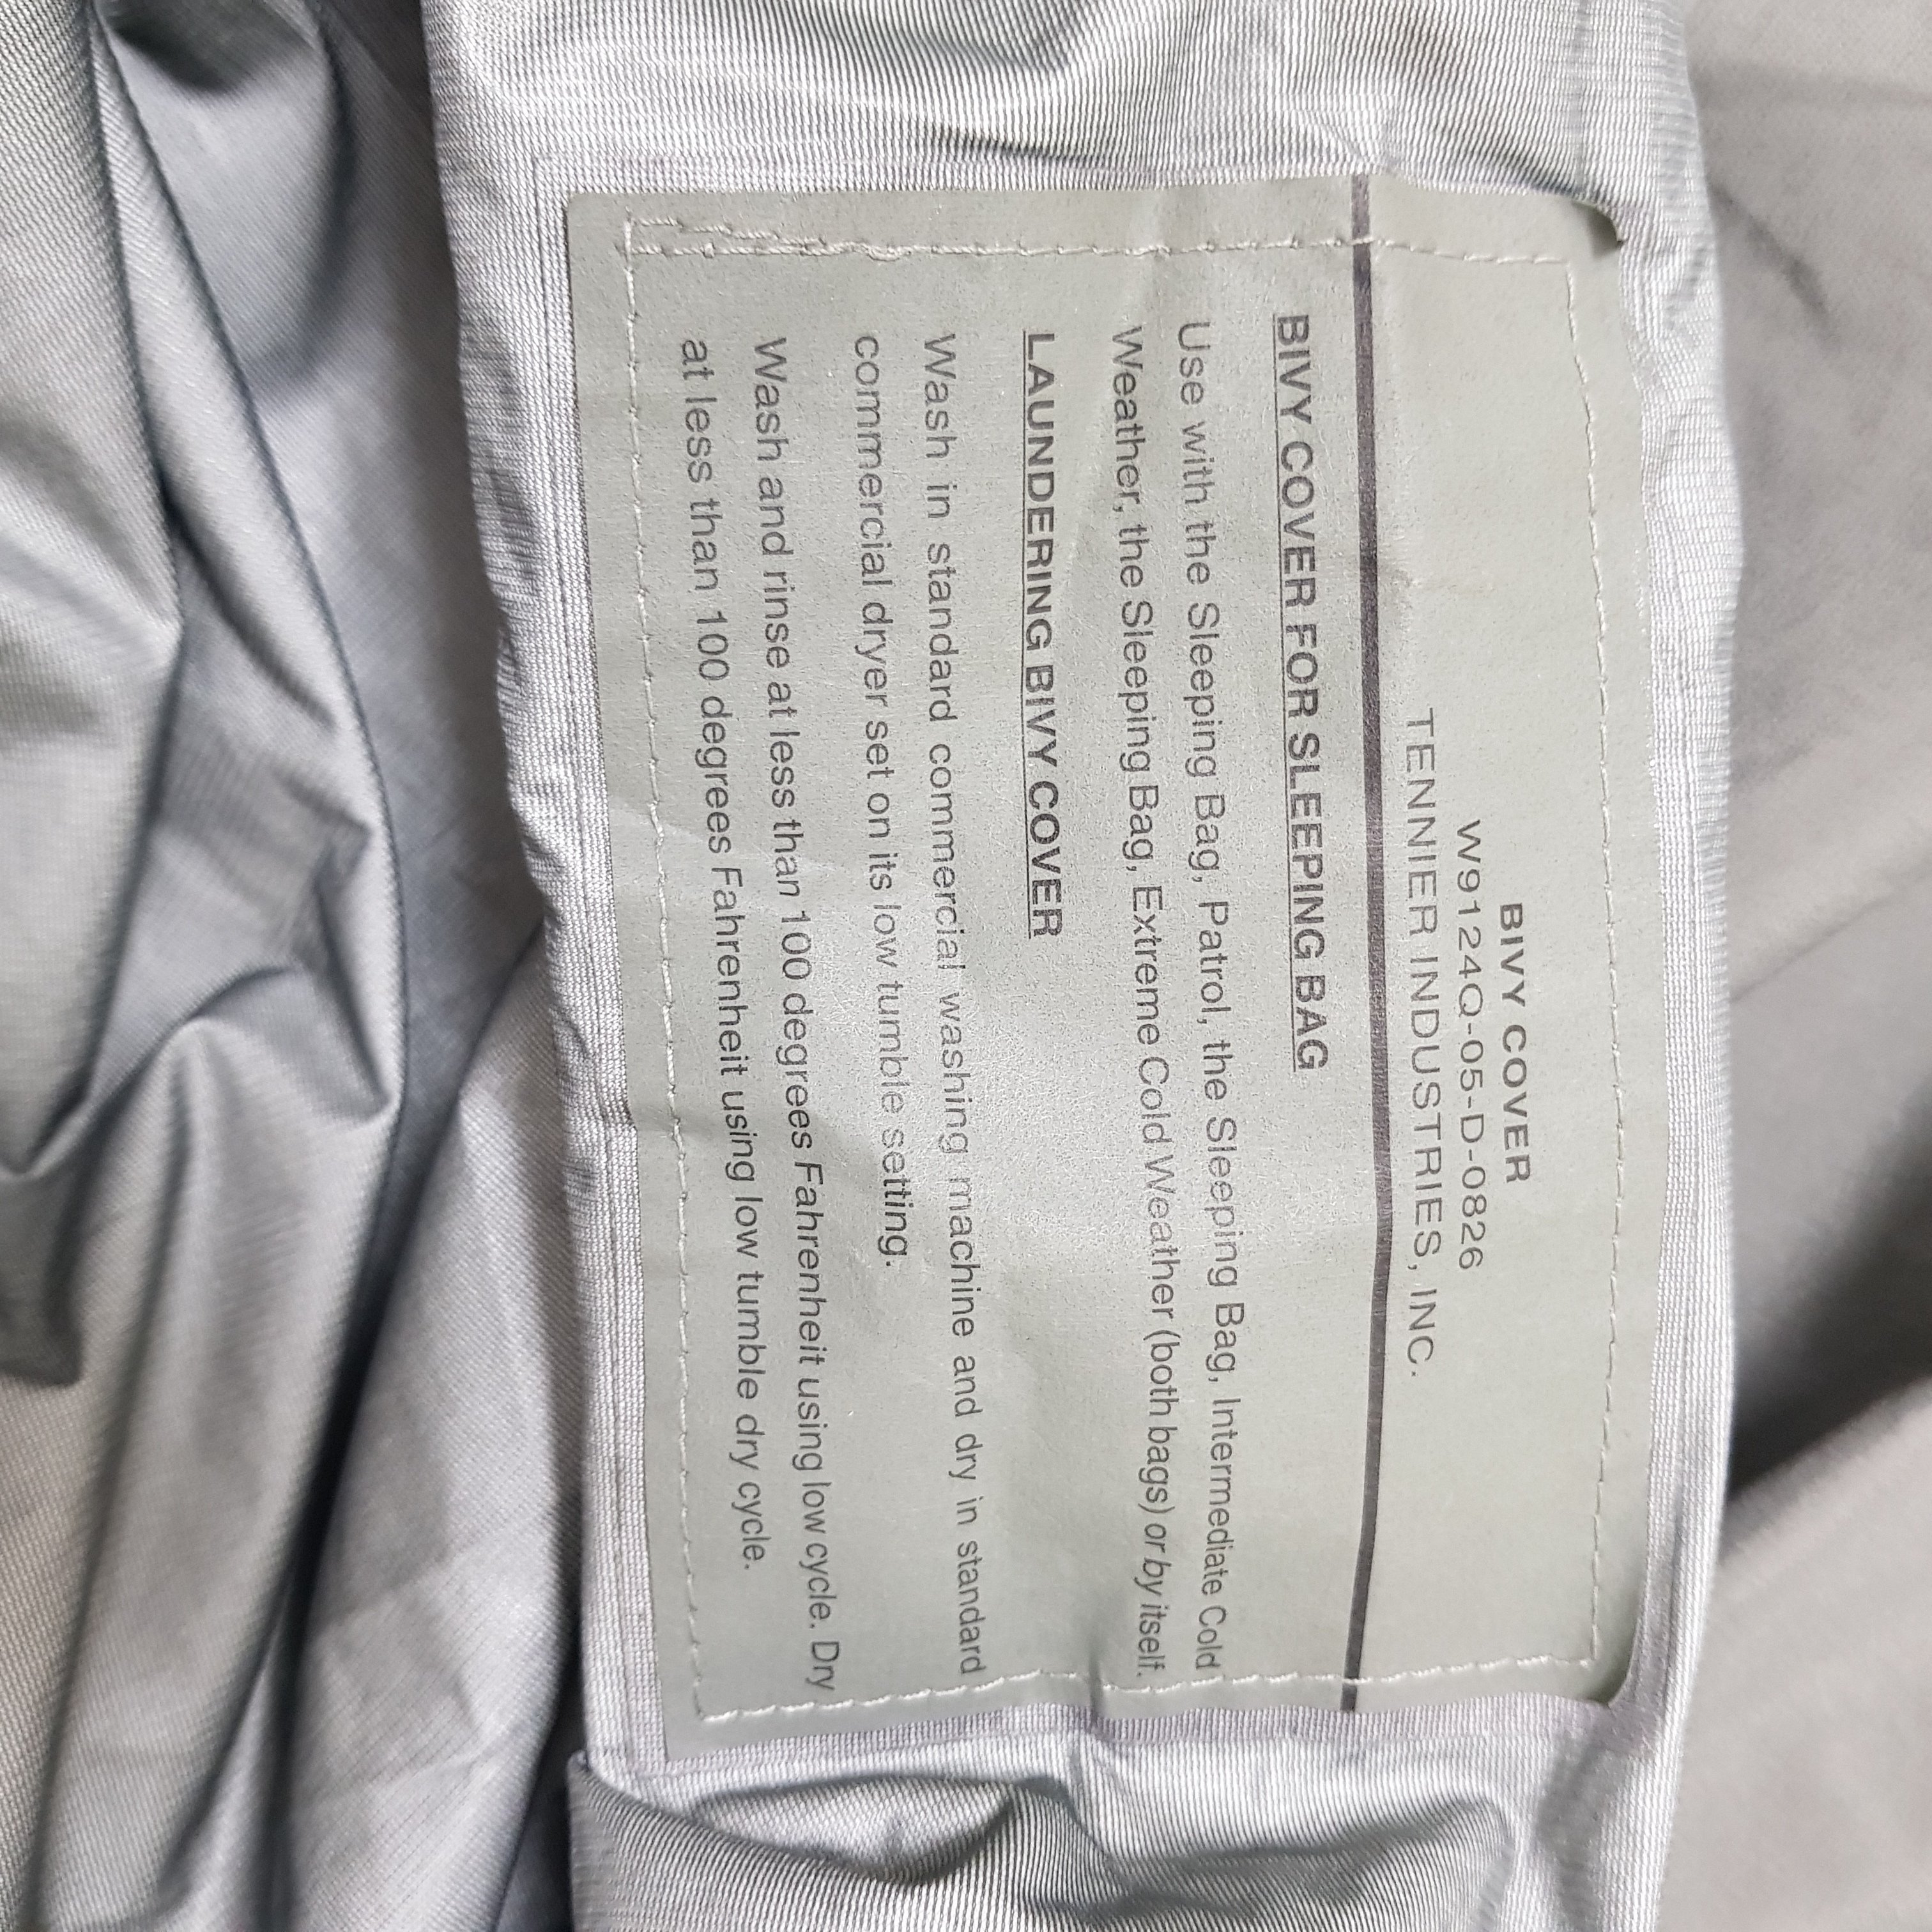 BIVY COVER
W9124Q-05-D-0826
TENNIER INDUSTRIES, INC.
BIVY COVER FOR SLEEPING BAG
Use with the Sleeping Bag, Patrol, the Sleeping Bag, Intermediate Cold
Weather, the Sleeping Bag, Extreme Cold Weather (both bags) or by itself.
LAUNDERING BIVY COVER
Wash in standard commercial washing machine and dry in standard
commercial dryer set on its low tumble setting.
Wash and rinse at less than 100 degrees Fahrenheit using low cycle. Dry
at less than 100 degrees Fahrenheit using low tumble dry cycle.